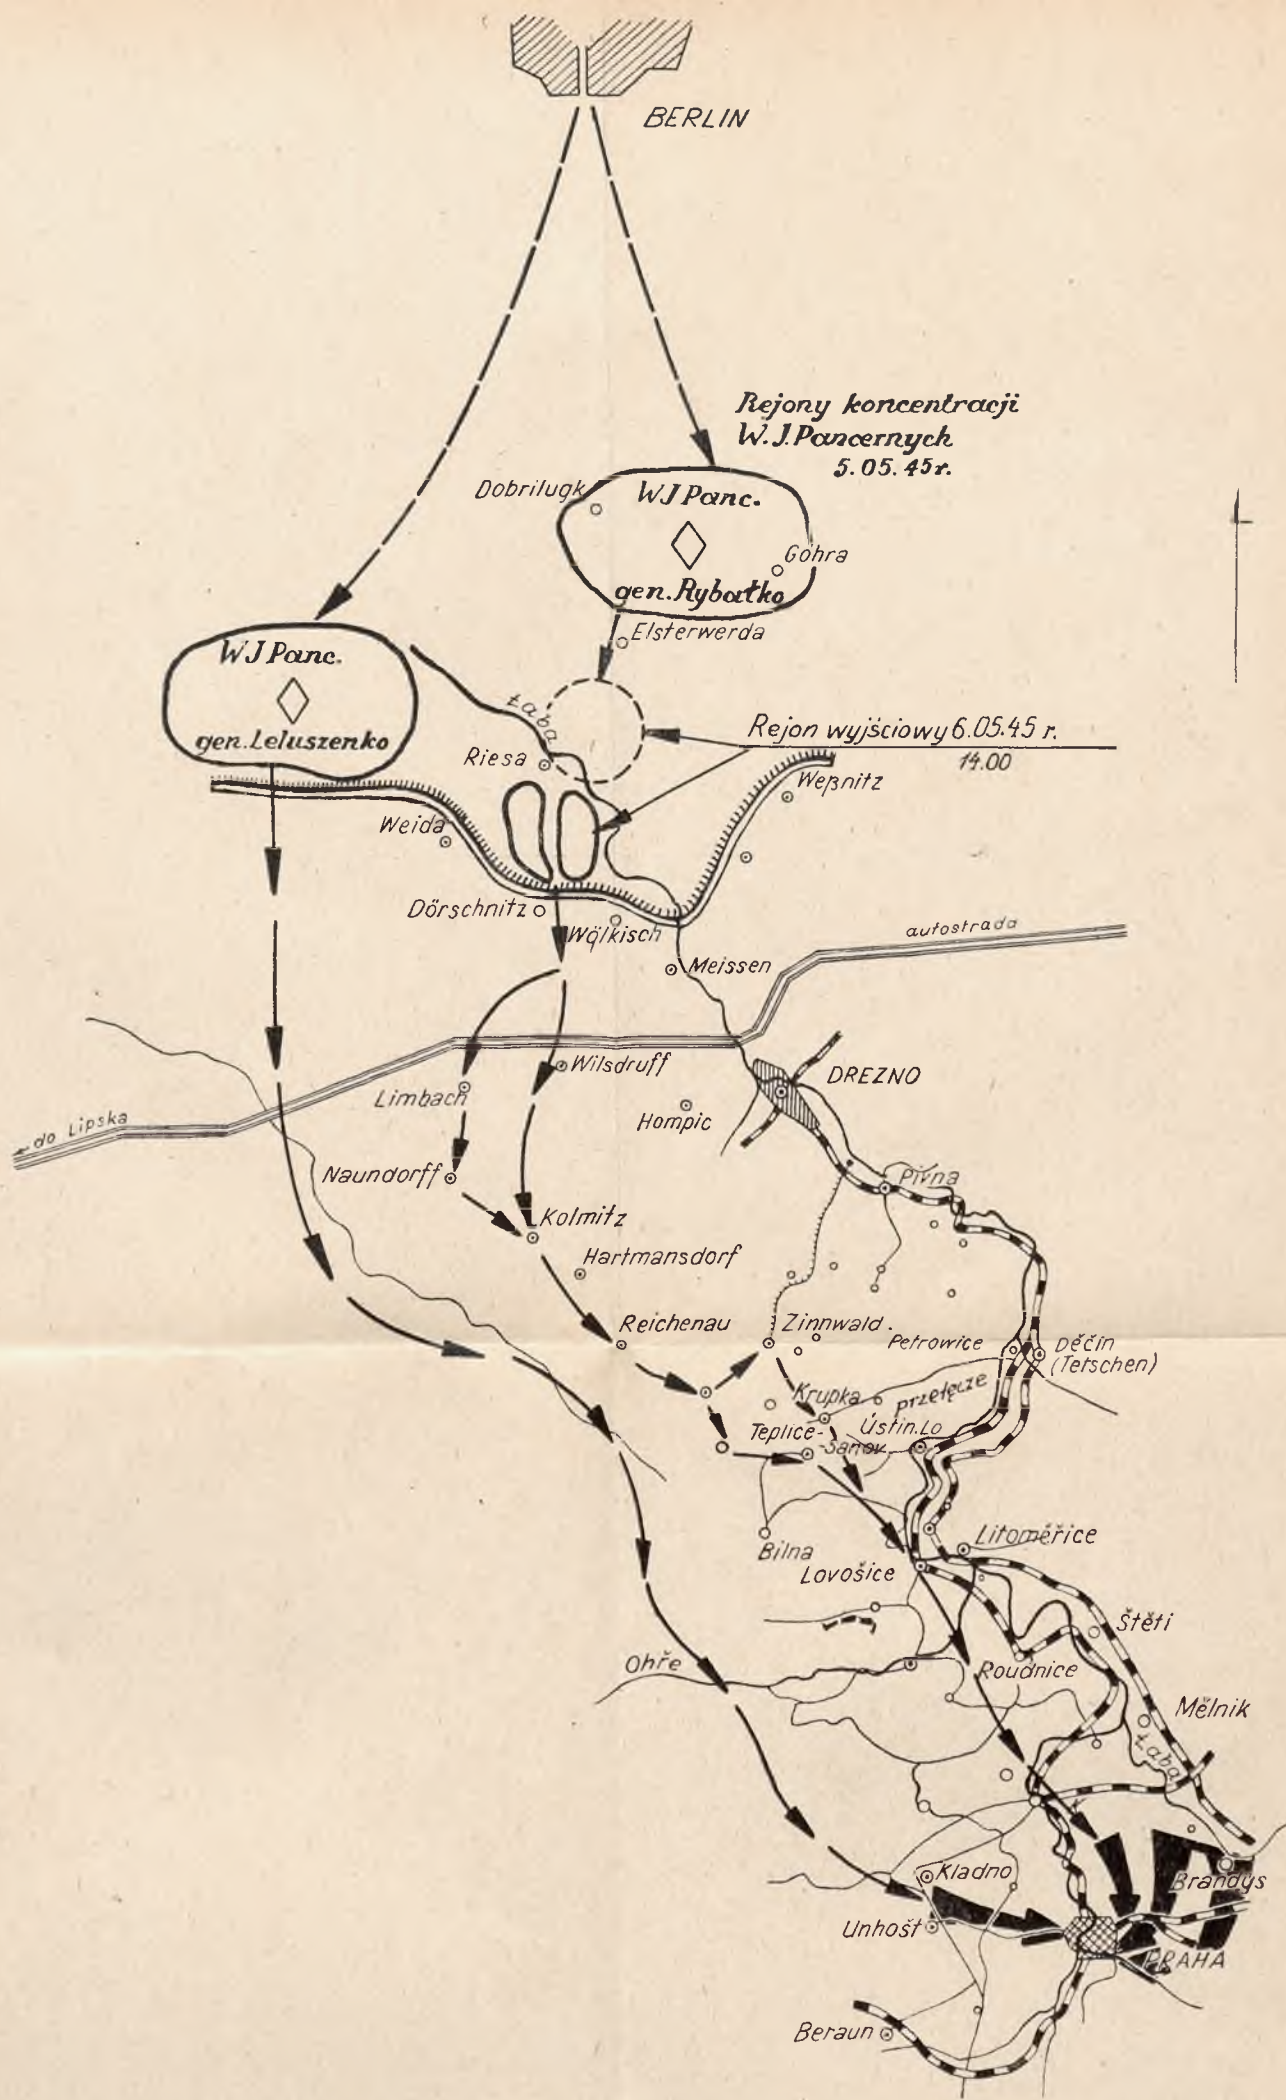 BERLIN
Rejony koncentracji
W. J. Pancernych
5. 05. 45 r.
Dobrilugk
WJ Panc.
Gohra
gen. Rybałko
Elsterwerda
WJ Panc.
gen. Leluszenko
Łaba
Rejon wyjściowy 6.05.45 r.
14.00
Riesa
Weßnitz
Weida
Dörschnitz
Wölkisch
autostrada
Meissen
Wilsdruff
DREZNO
Limbach
Hompic
do Lipska
Naundorff
Pirna
Kolmitz
Hartmansdorf
Reichenau
Zinnwald.
Petrowice
Děčín
(Tetschen)
Krupka
przełęcze
Teplice-
Šanov
Ústin.Lo
Bilna
Litoměřice
Lovošice
Štěti
Ohře
Roudnice
Mělnik
Łaba
Kladno
Brandys
Unhošt
PRAHA
Beraun